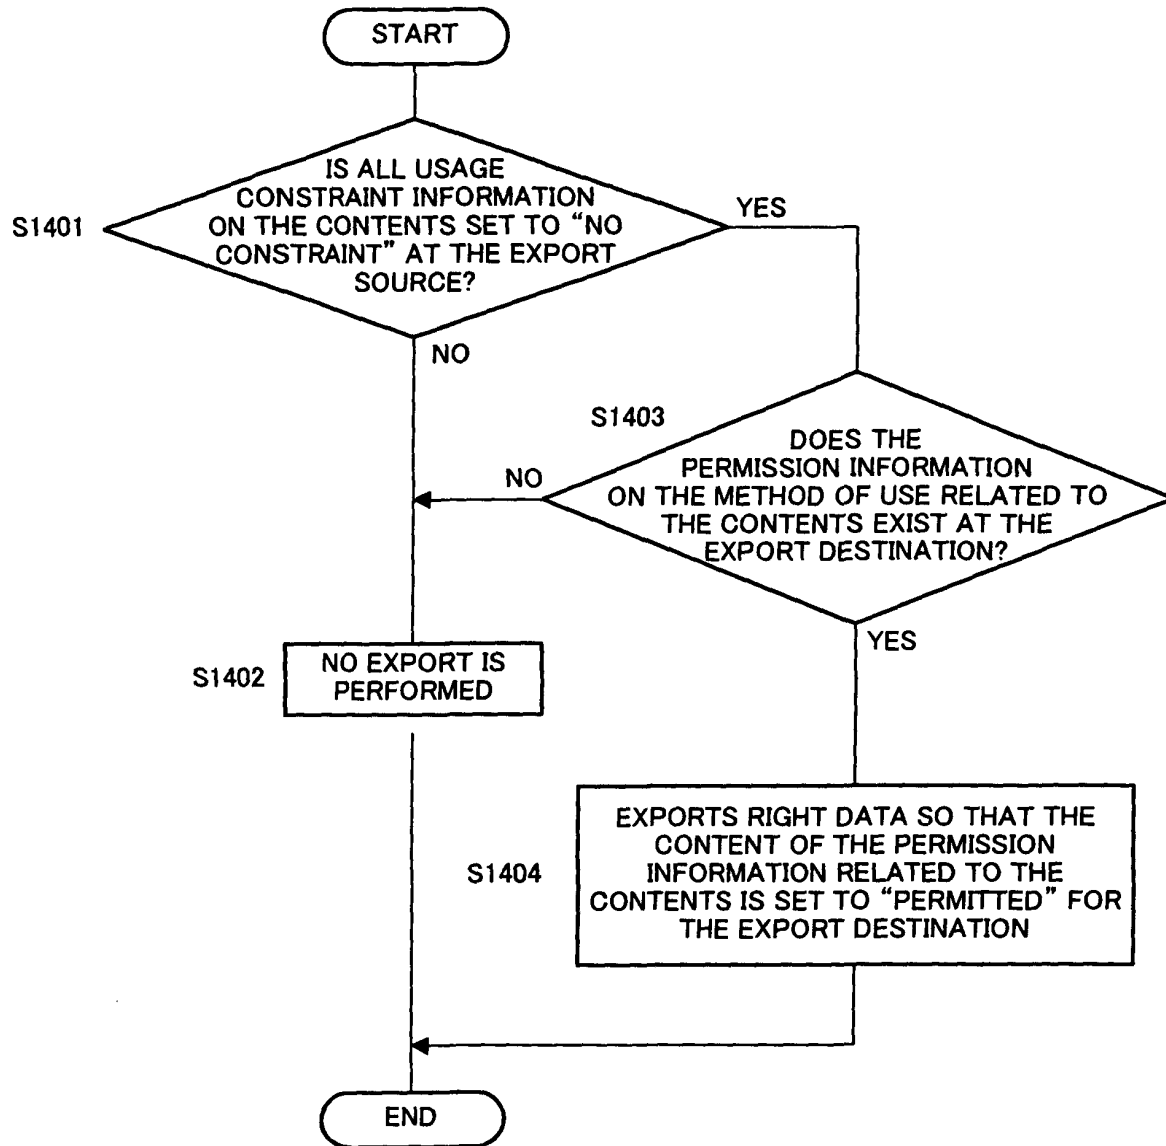 START
IS ALL USAGE
CONSTRAINT INFORMATION
ON THE CONTENTS SET TO “NO
CONSTRAINT” AT THE EXPORT
SOURCE?
S1401
YES
NO
S1403
DOES THE
PERMISSION INFORMATION
ON THE METHOD OF USE RELATED TO
THE CONTENTS EXIST AT THE
EXPORT DESTINATION?
NO
YES
S1402
NO EXPORT IS
PERFORMED
S1404
EXPORTS RIGHT DATA SO THAT THE
CONTENT OF THE PERMISSION
INFORMATION RELATED TO THE
CONTENTS IS SET TO “PERMITTED” FOR
THE EXPORT DESTINATION
END